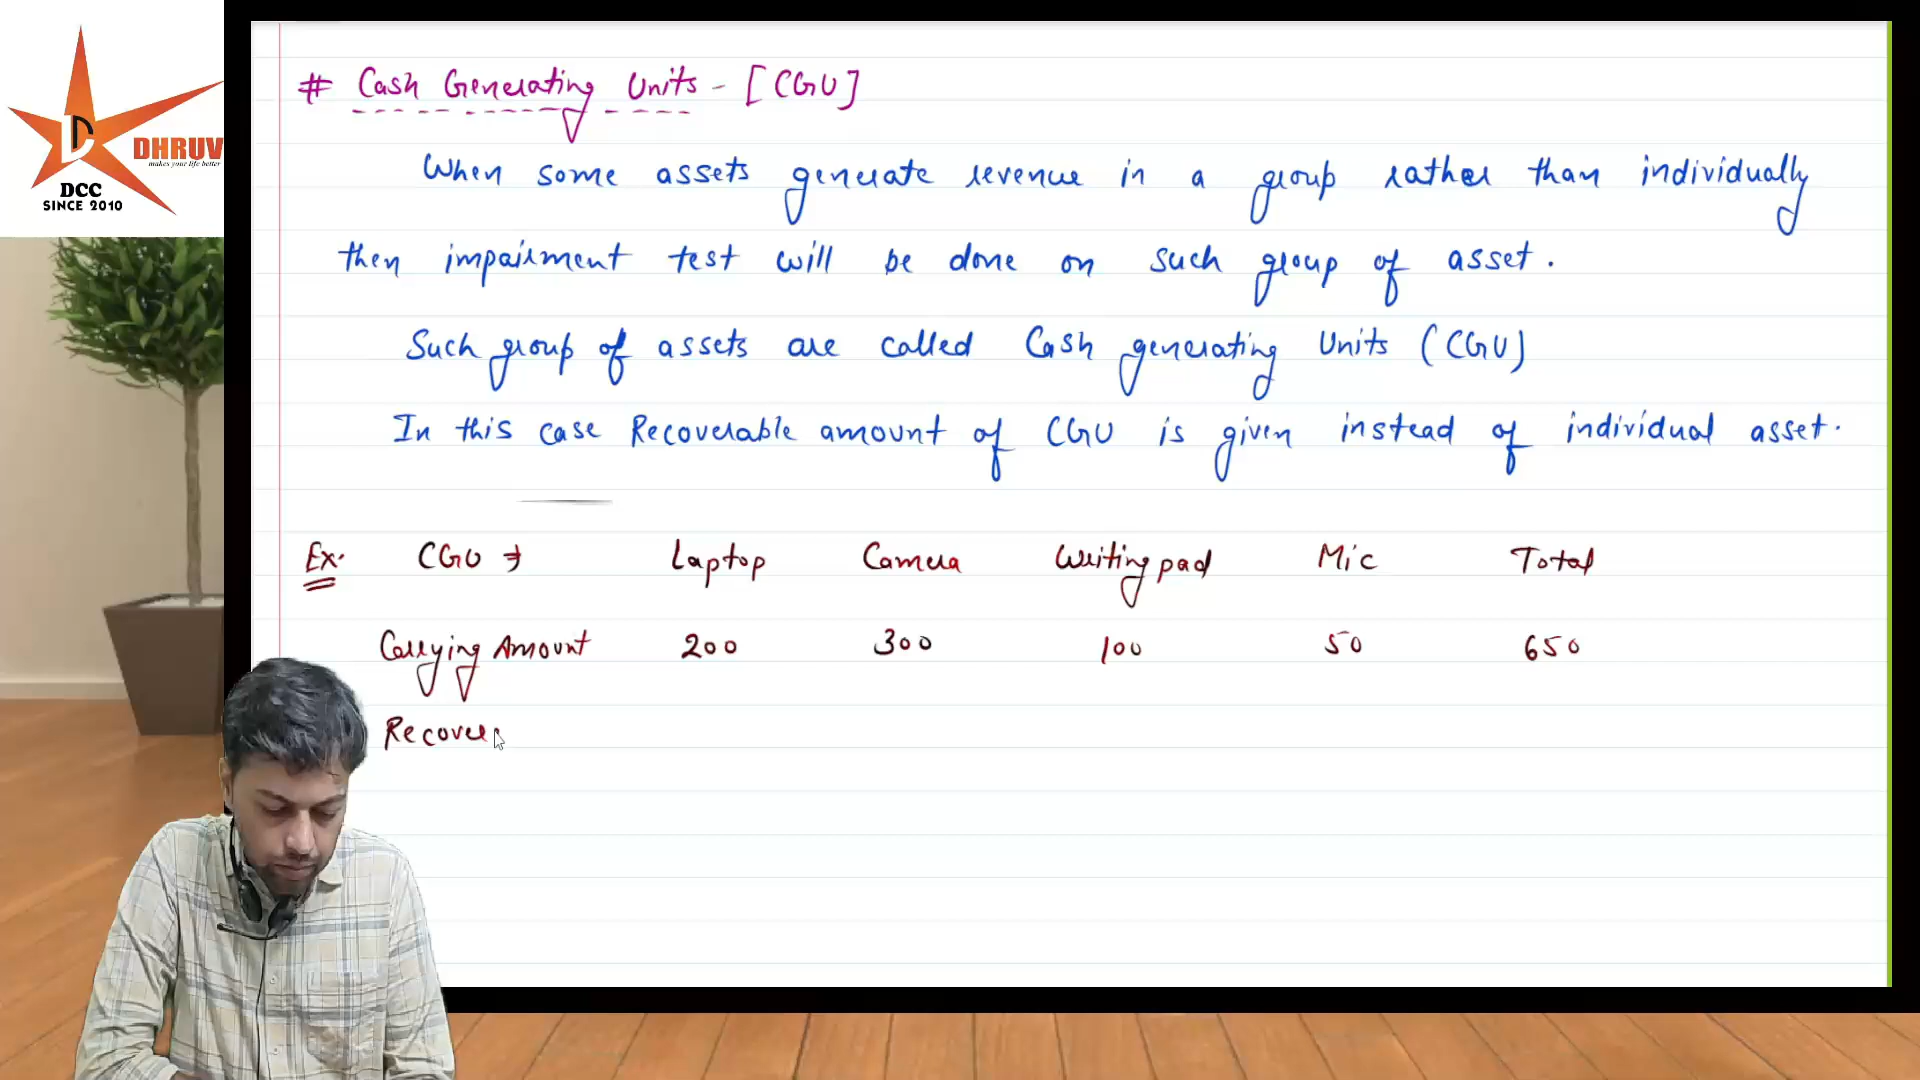 DHRUV
makes your life better
DCC
SINCE 2010
# Cash Generating Units - [CGU]
When some assets generate revenue in a group rather than individually
then impairment test will be done on such group of asset.
Such group of assets are called Cash generating Units (CGU)
In this case Recoverable amount of CGU is given instead of individual asset.
Ex. CGU → Laptop Camera Writing pad Mic Total
Carrying Amount 200 300 100 50 650
Recover